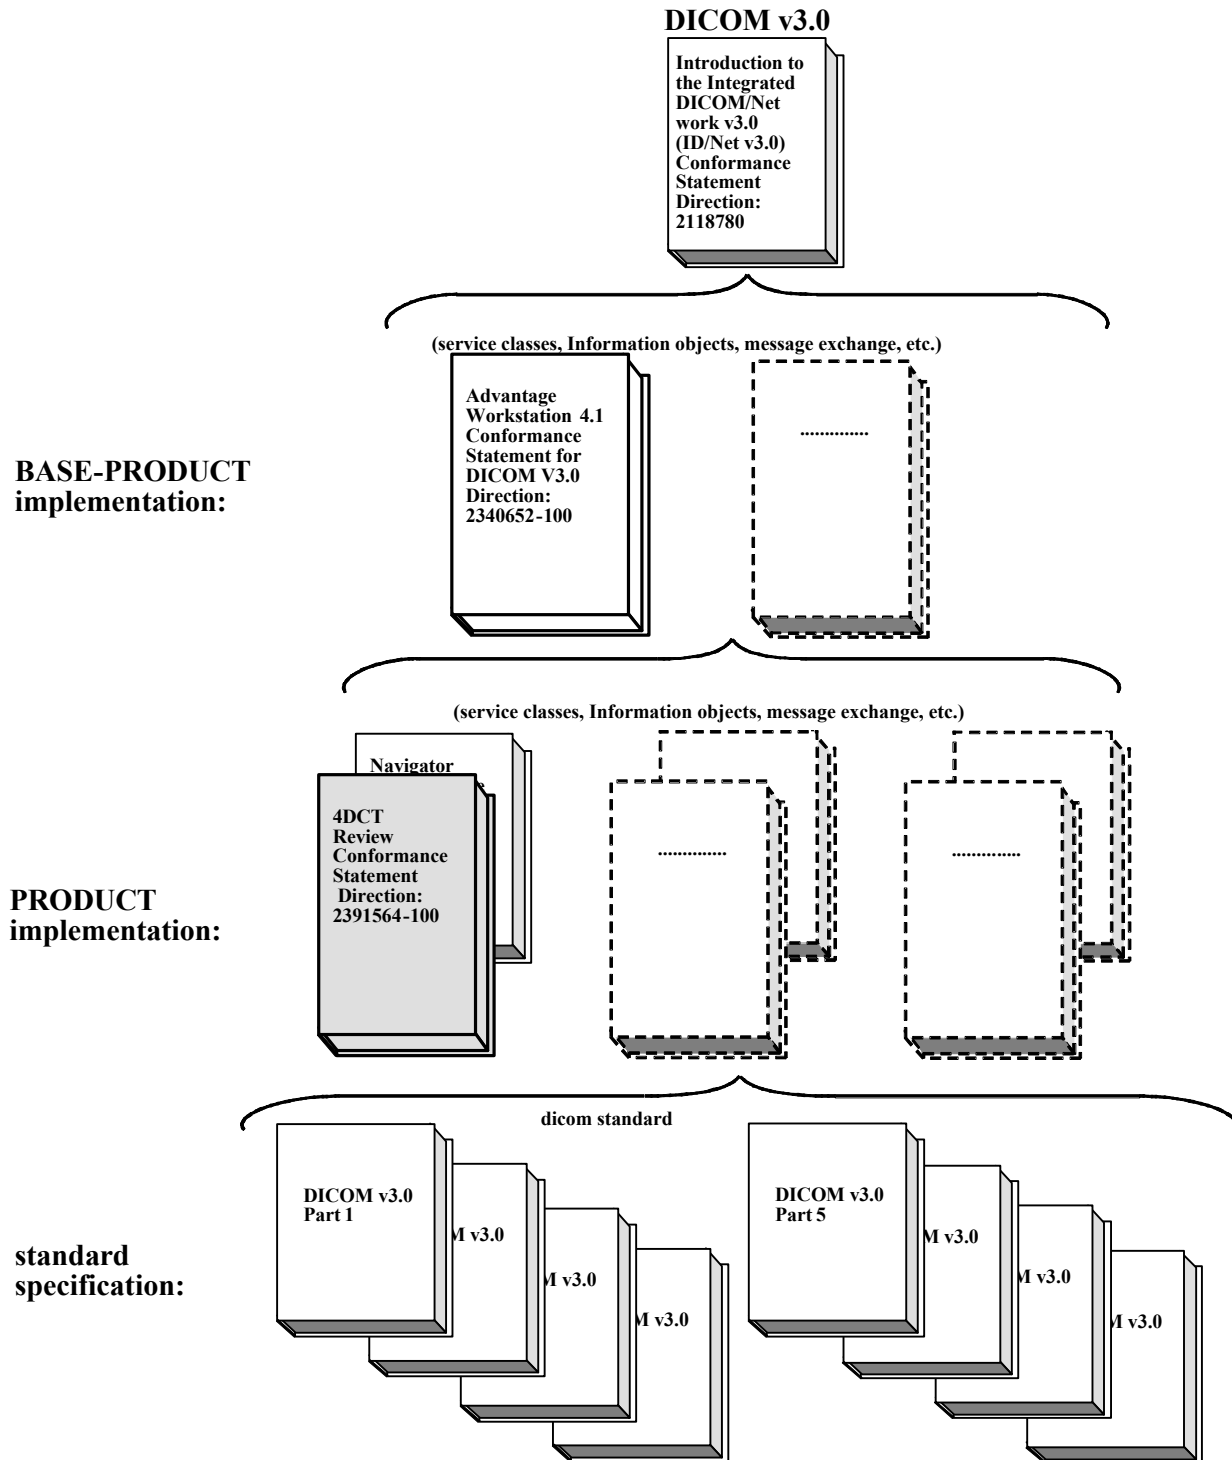 DICOM v3.0
Introduction to
the Integrated
DICOM/Net
work v3.0
(ID/Net v3.0)
Conformance
Statement
Direction:
2118780
(service classes, Information objects, message exchange, etc.)
BASE-PRODUCT
implementation:
Advantage
Workstation 4.1
Conformance
Statement for
DICOM V3.0
Direction:
2340652-100
..............
(service classes, Information objects, message exchange, etc.)
PRODUCT
implementation:
Navigator
4DCT
Review
Conformance
Statement
Direction:
2391564-100
..............
..............
dicom standard
standard
specification:
DICOM v3.0
Part 1
M v3.0
M v3.0
M v3.0
DICOM v3.0
Part 5
M v3.0
M v3.0
M v3.0